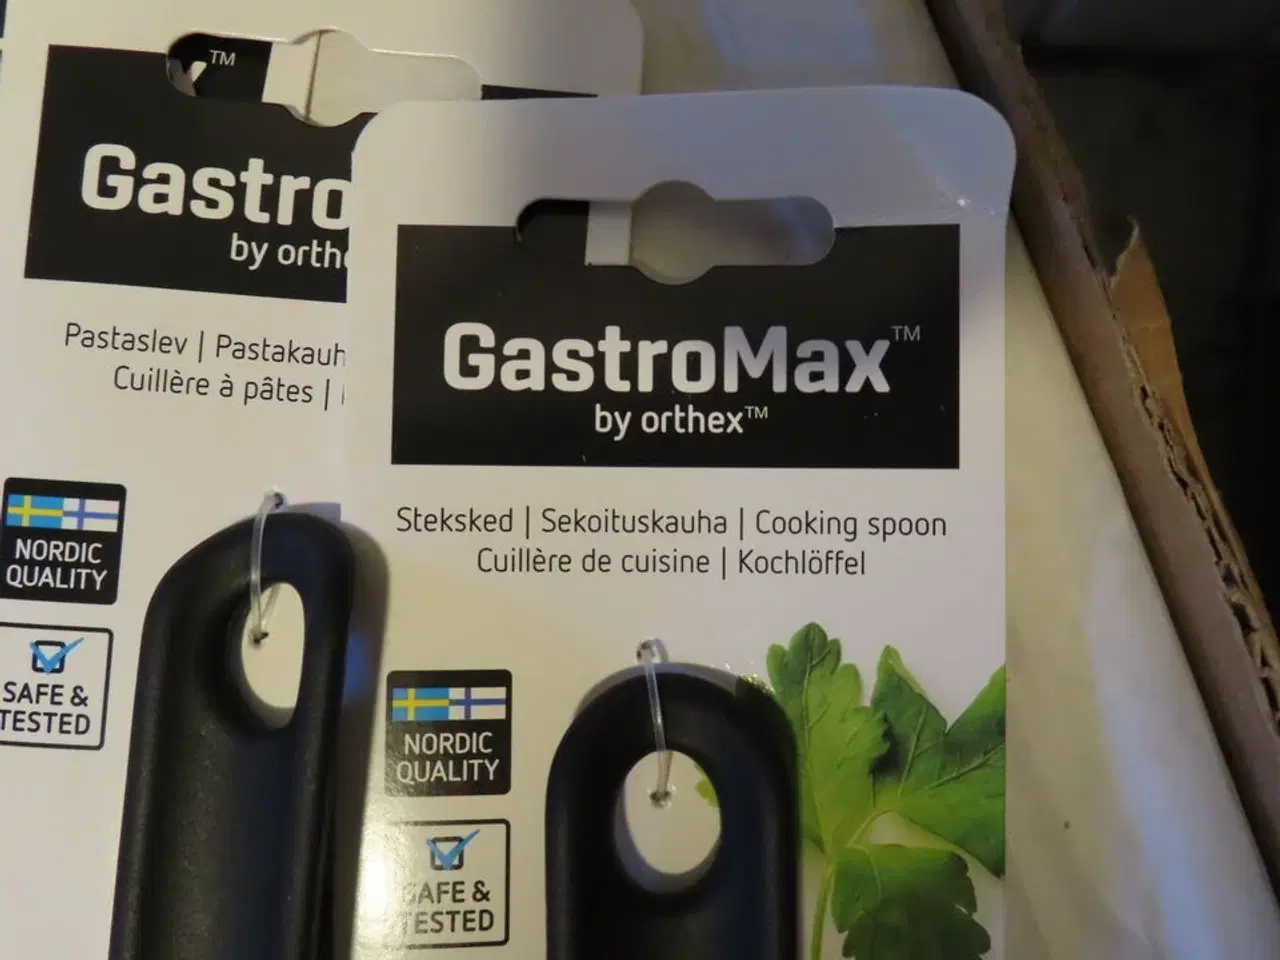 TM
Gastro
by orthe
Pastaslev | Pastakauh
Cuillère à pâtes |
NORDIC
QUALITY
SAFE &
TESTED
GastroMax™
by orthex™
Steksked | Sekoituskauha | Cooking spoon
Cuillère de cuisine | Kochlöffel
NORDIC
QUALITY
SAFE &
TESTED